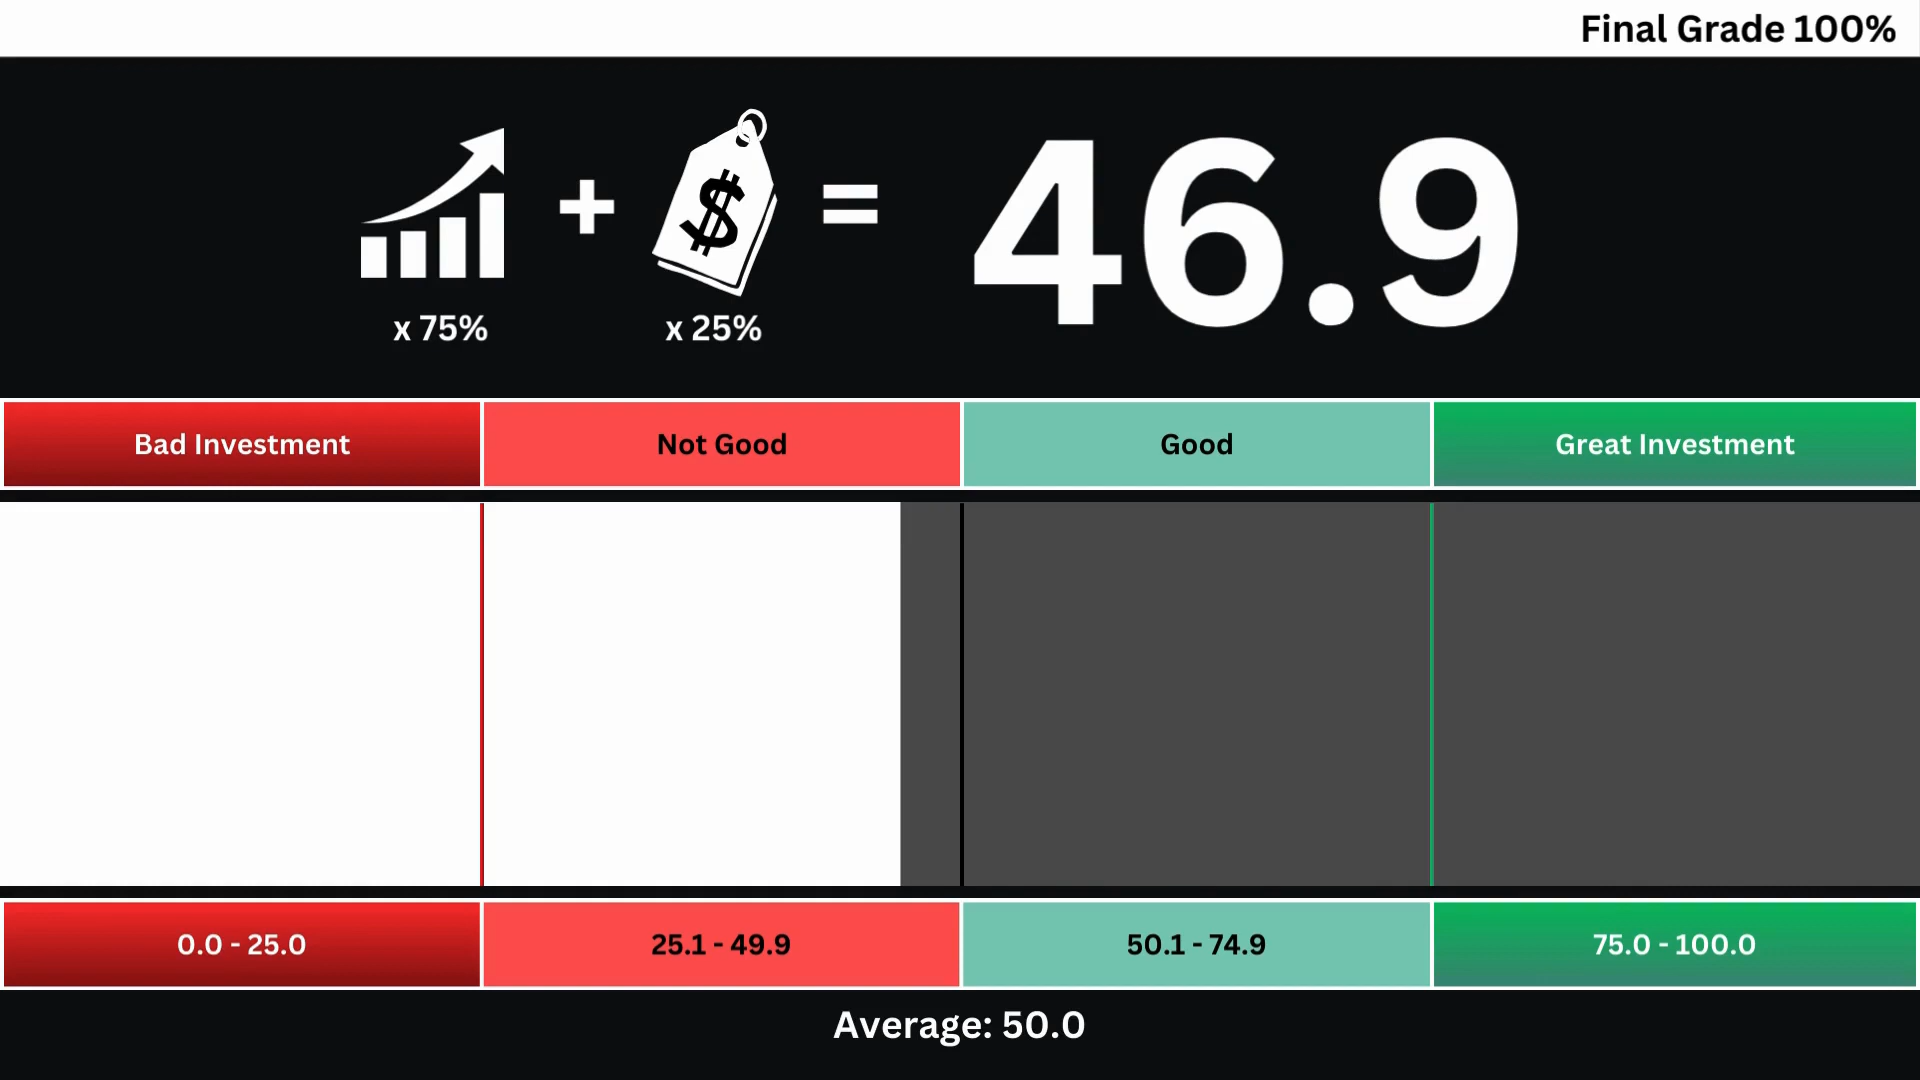 Final Grade 100%
+ $ = 46.9
x 75% x 25%
Bad Investment Not Good Good Great Investment
0.0 - 25.0 25.1 - 49.9 50.1 - 74.9 75.0 - 100.0
Average: 50.0